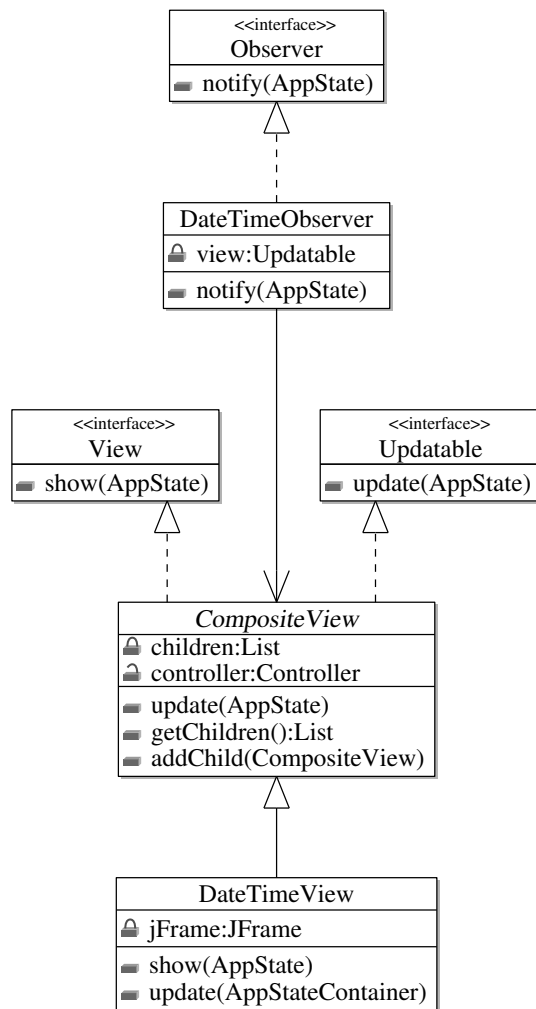 <<interface>>
Observer
notify(AppState)
DateTimeObserver
view:Updatable
notify(AppState)
<<interface>>
View
show(AppState)
<<interface>>
Updatable
update(AppState)
CompositeView
children:List
controller:Controller
update(AppState)
getChildren():List
addChild(CompositeView)
DateTimeView
jFrame:JFrame
show(AppState)
update(AppStateContainer)